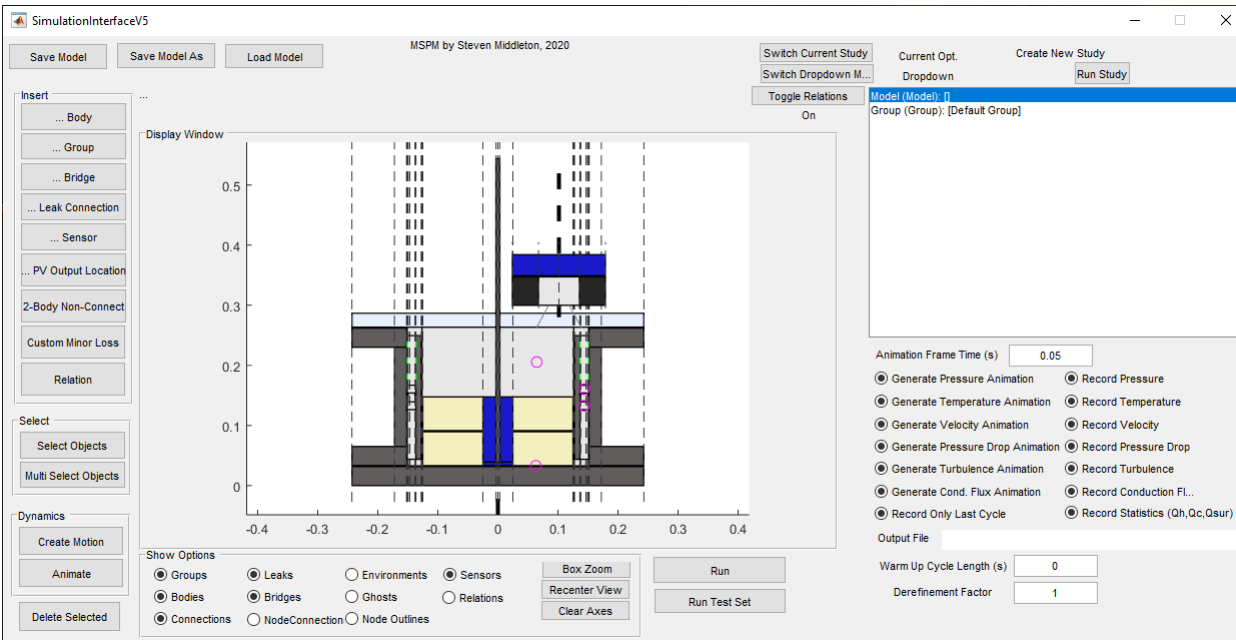 SimulationInterfaceV5
Save Model
Save Model As
Load Model
MSPM by Steven Middleton, 2020
Switch Current Study
Current Opt.
Create New Study
Switch Dropdown M...
Dropdown
Run Study
Toggle Relations
On
Model (Model): []
Group (Group): [Default Group]
Insert
...
... Body
... Group
... Bridge
... Leak Connection
... Sensor
... PV Output Location
2-Body Non-Connect
Custom Minor Loss
Relation
Select
Select Objects
Multi Select Objects
Dynamics
Create Motion
Animate
Delete Selected
Display Window
0.5
0.4
0.3
0.2
0.1
0
-0.4
-0.3
-0.2
-0.1
0
0.1
0.2
0.3
0.4
Show Options
Groups
Leaks
Environments
Sensors
Bodies
Bridges
Ghosts
Relations
Connections
NodeConnection
Node Outlines
Box Zoom
Recenter View
Clear Axes
Run
Run Test Set
Animation Frame Time (s)
0.05
Generate Pressure Animation
Record Pressure
Generate Temperature Animation
Record Temperature
Generate Velocity Animation
Record Velocity
Generate Pressure Drop Animation
Record Pressure Drop
Generate Turbulence Animation
Record Turbulence
Generate Cond. Flux Animation
Record Conduction Fl...
Record Only Last Cycle
Record Statistics (Qh,Qc,Qsur)
Output File
Warm Up Cycle Length (s)
0
Derefinement Factor
1